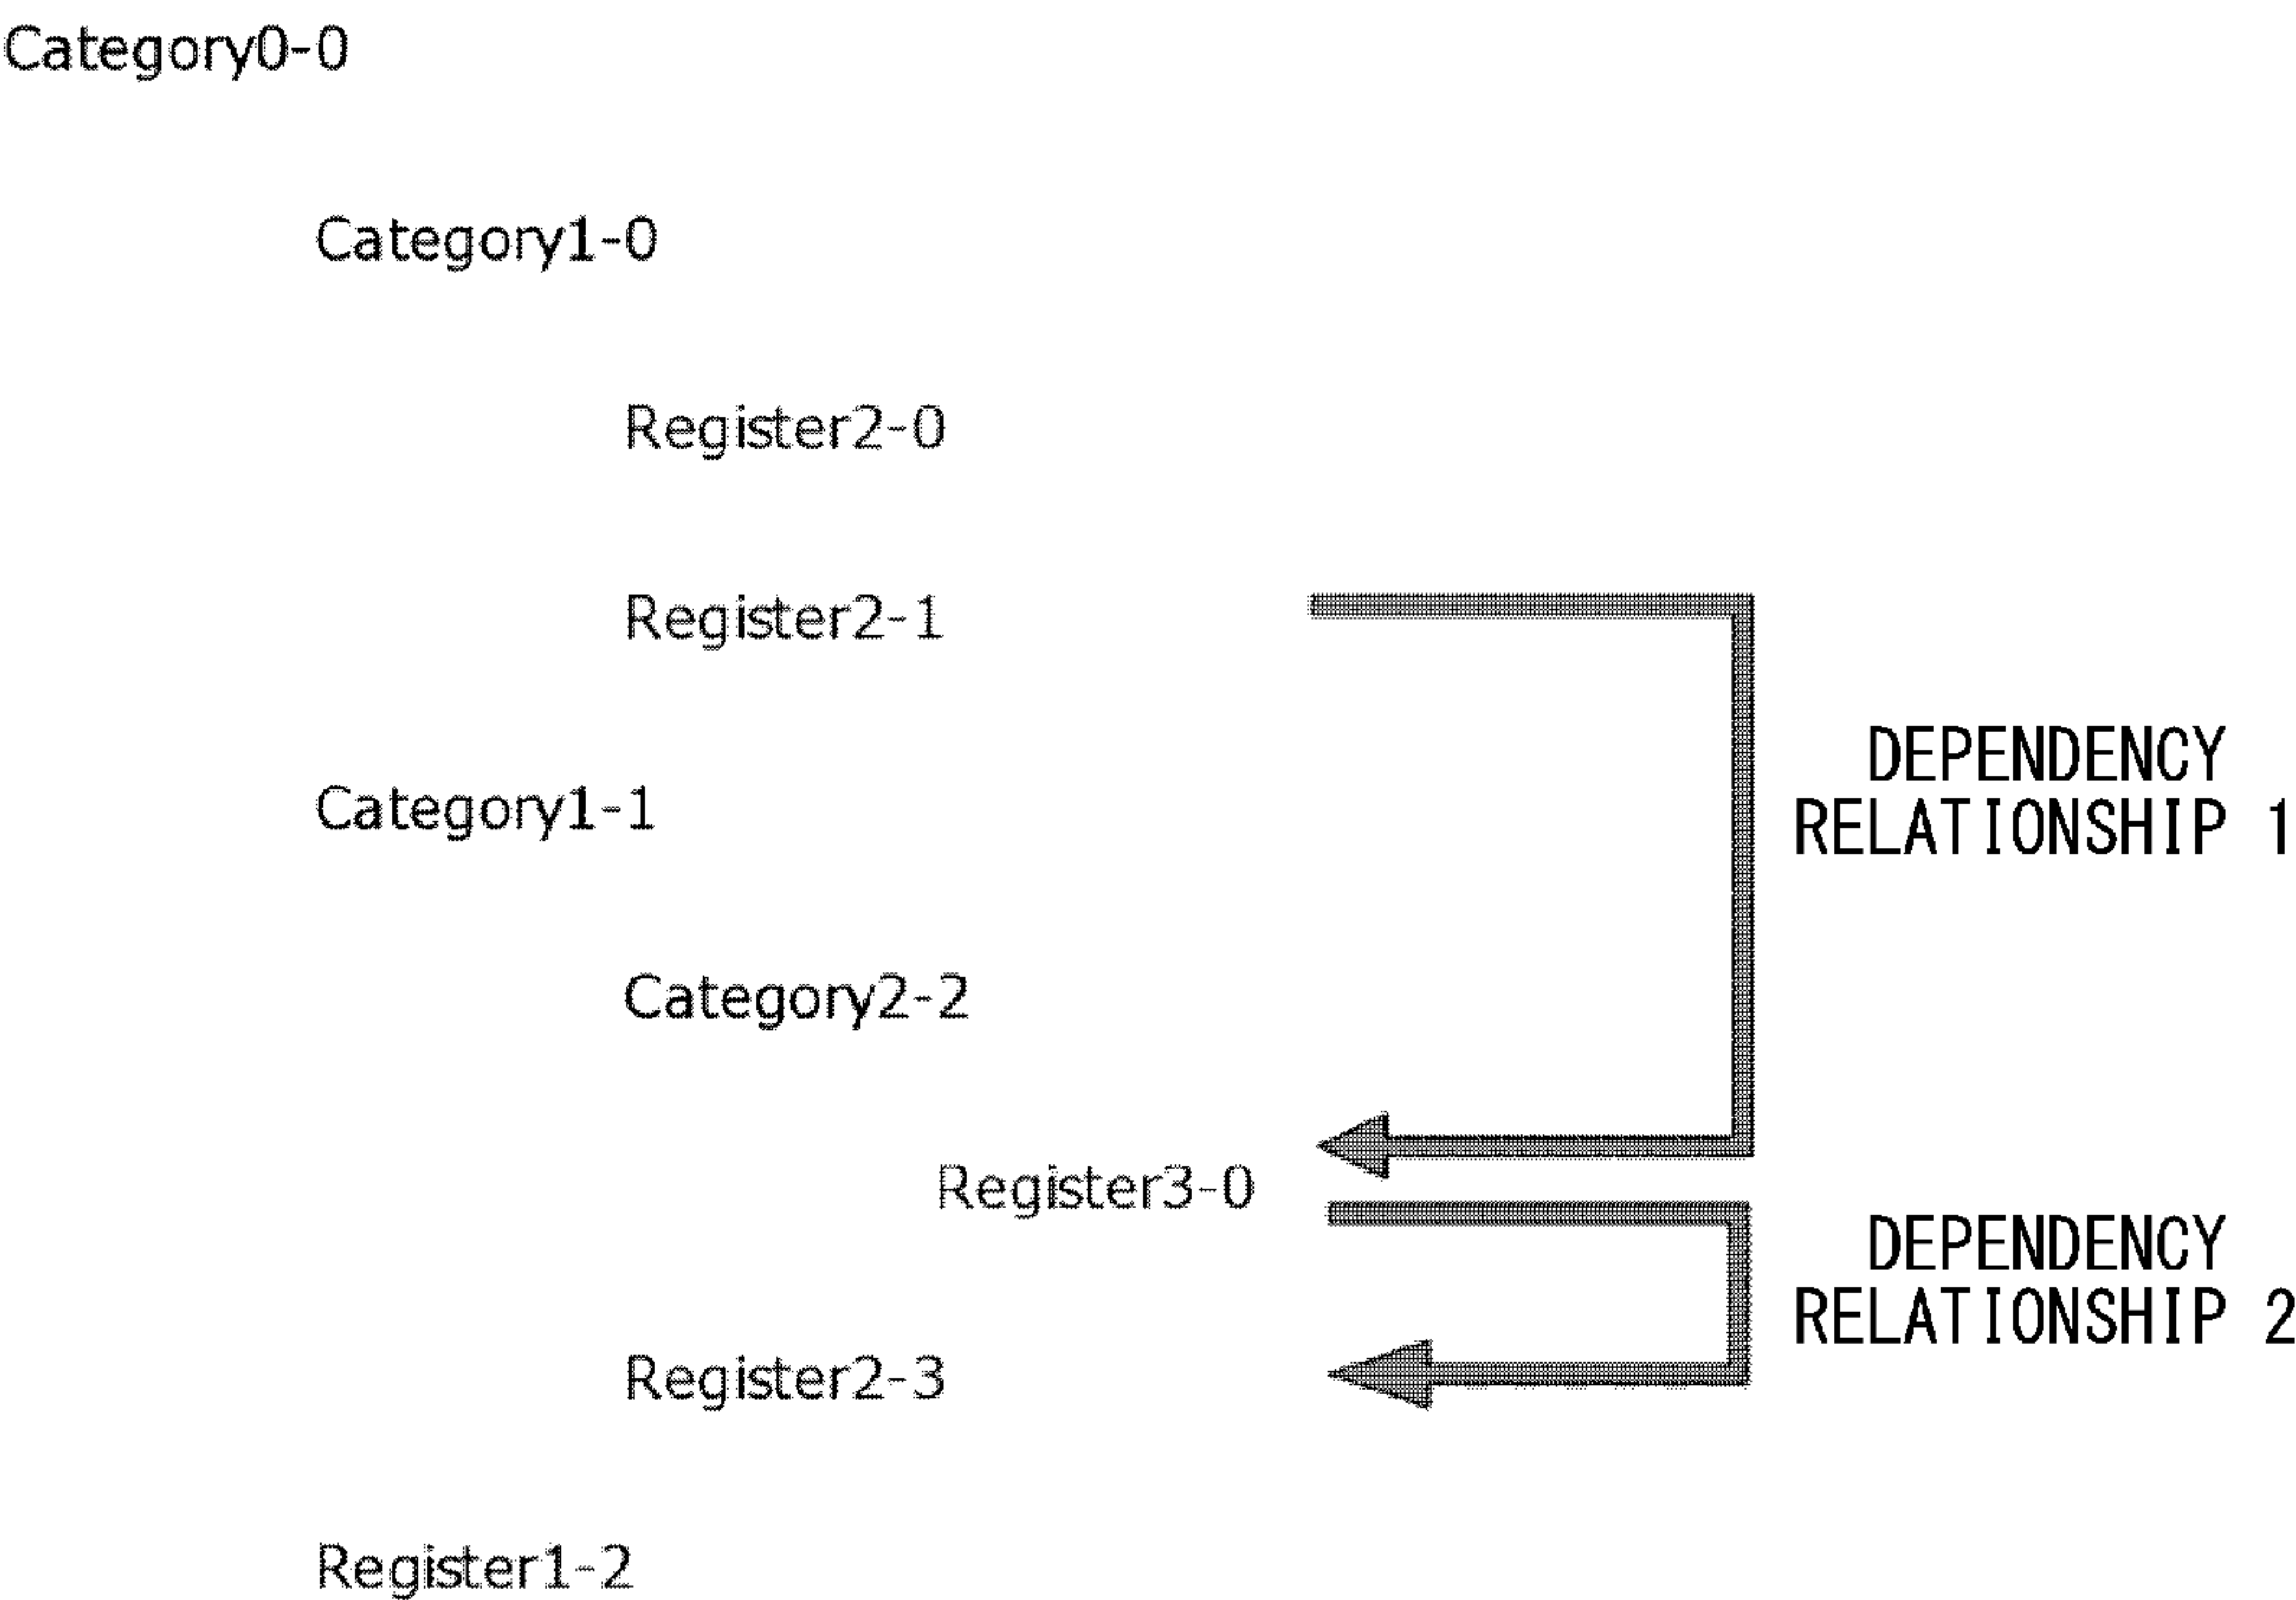 Category0-0
Category1-0
Register2-0
Register2-1
Category1-1
DEPENDENCY
RELATIONSHIP 1
Category2-2
Register3-0
DEPENDENCY
RELATIONSHIP 2
Register2-3
Register1-2